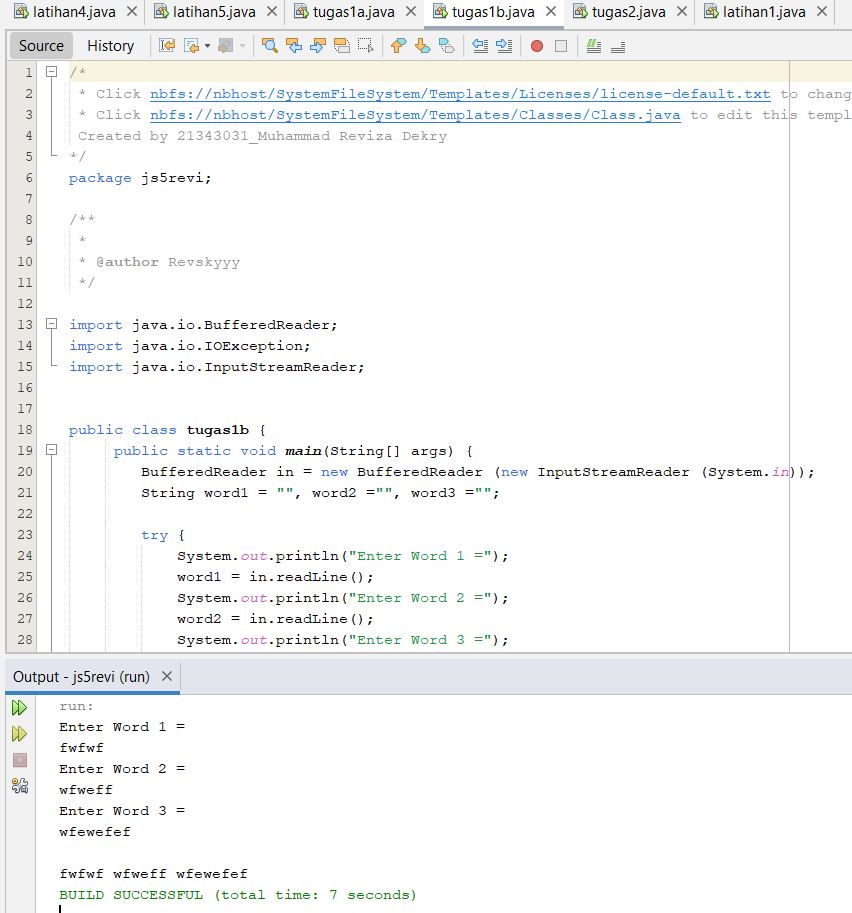 latihan4.java latihan5.java tugas1a.java tugas1b.java tugas2.java latihan1.java
Source History
1 /*
2 * Click nbfs://nbhost/SystemFileSystem/Templates/Licenses/license-default.txt to chang
3 * Click nbfs://nbhost/SystemFileSystem/Templates/Classes/Class.java to edit this templ
4 Created by 21343031_Muhammad Reviza Dekry
5 */
6 package js5revi;
7
8 /**
9 *
10 * @author Revskyyy
11 */
12
13 import java.io.BufferedReader;
14 import java.io.IOException;
15 import java.io.InputStreamReader;
16
17
18 public class tugas1b {
19 public static void main(String[] args) {
20 BufferedReader in = new BufferedReader (new InputStreamReader (System.in));
21 String word1 = "", word2 ="", word3 ="";
22
23 try {
24 System.out.println("Enter Word 1 =");
25 word1 = in.readLine();
26 System.out.println("Enter Word 2 =");
27 word2 = in.readLine();
28 System.out.println("Enter Word 3 =");
Output - js5revi (run)
run:
Enter Word 1 =
fwfwf
Enter Word 2 =
wfweff
Enter Word 3 =
wfewefef
fwfwf wfweff wfewefef
BUILD SUCCESSFUL (total time: 7 seconds)